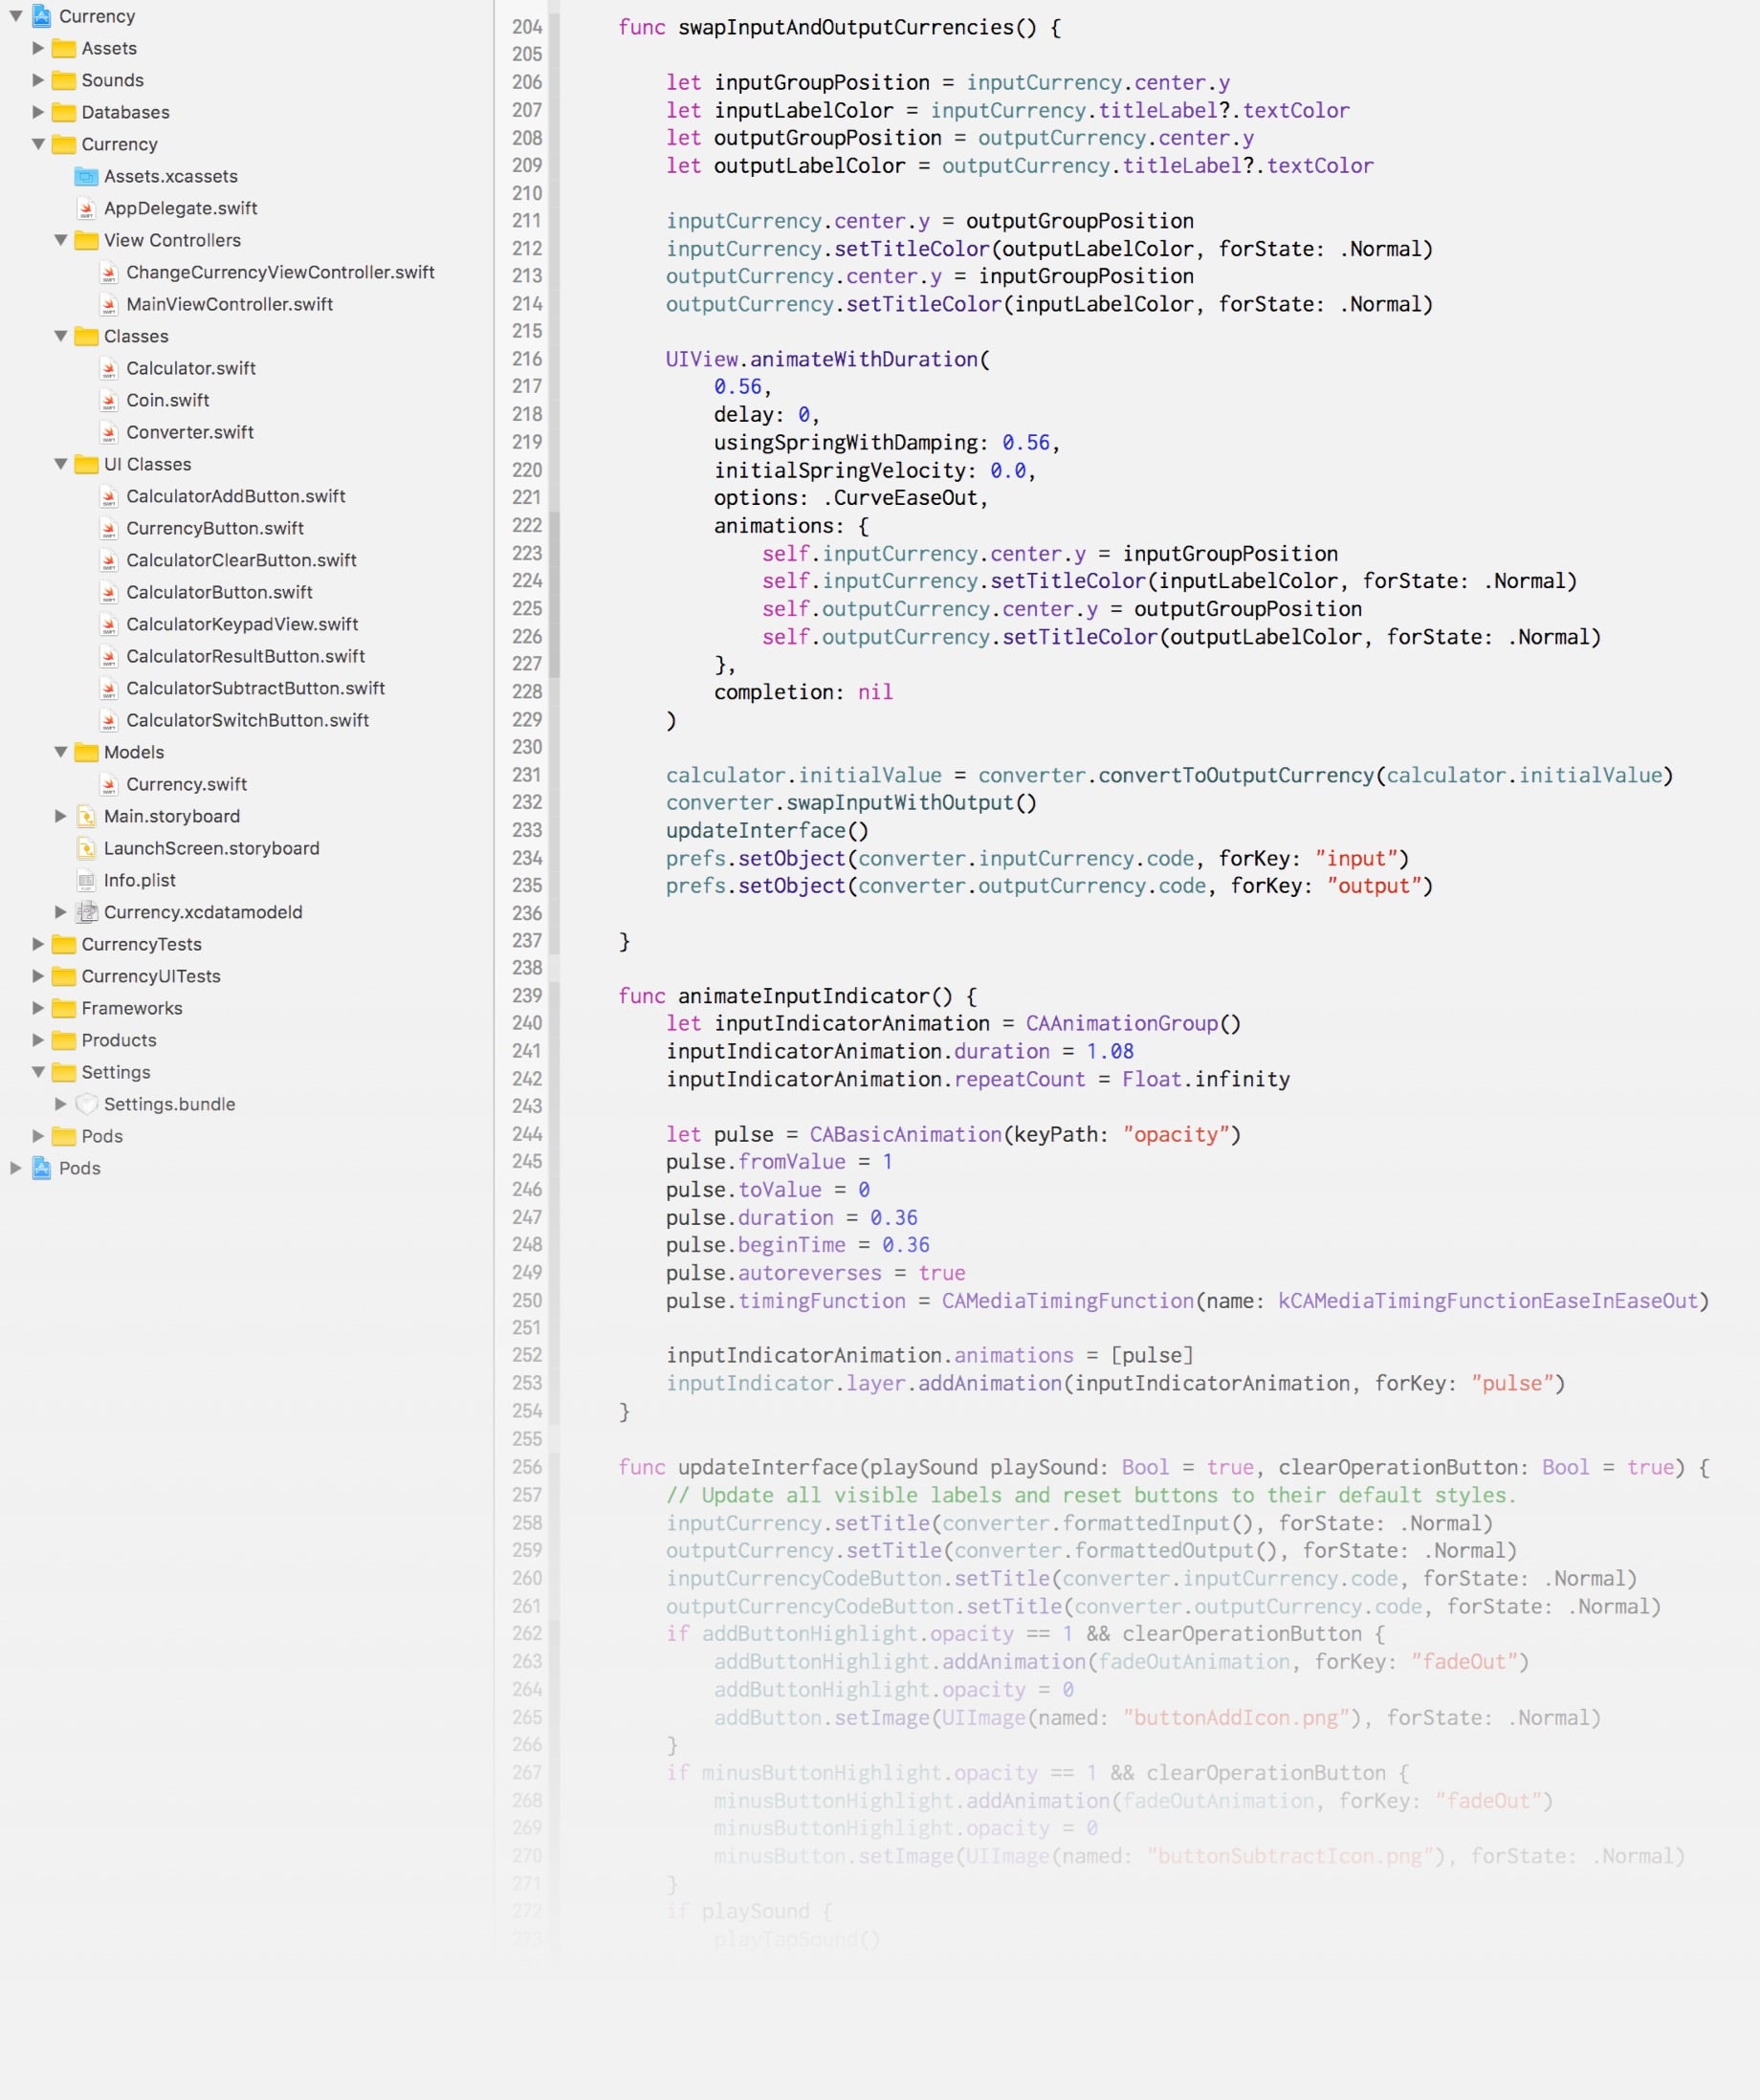 Currency
Assets
Sounds
Databases
Currency
Assets.xcassets
AppDelegate.swift
View Controllers
ChangeCurrencyViewController.swift
MainViewController.swift
Classes
Calculator.swift
Coin.swift
Converter.swift
UI Classes
CalculatorAddButton.swift
CurrencyButton.swift
CalculatorClearButton.swift
CalculatorButton.swift
CalculatorKeypadView.swift
CalculatorResultButton.swift
CalculatorSubtractButton.swift
CalculatorSwitchButton.swift
Models
Currency.swift
Main.storyboard
LaunchScreen.storyboard
Info.plist
Currency.xcdatamodeld
CurrencyTests
CurrencyUITests
Frameworks
Products
Settings
Settings.bundle
Pods
Pods
204 func swapInputAndOutputCurrencies() {
205
206 let inputGroupPosition = inputCurrency.center.y
207 let inputLabelColor = inputCurrency.titleLabel?.textColor
208 let outputGroupPosition = outputCurrency.center.y
209 let outputLabelColor = outputCurrency.titleLabel?.textColor
210
211 inputCurrency.center.y = outputGroupPosition
212 inputCurrency.setTitleColor(outputLabelColor, forState: .Normal)
213 outputCurrency.center.y = inputGroupPosition
214 outputCurrency.setTitleColor(inputLabelColor, forState: .Normal)
215
216 UIView.animateWithDuration(
217 0.56,
218 delay: 0,
219 usingSpringWithDamping: 0.56,
220 initialSpringVelocity: 0.0,
221 options: .CurveEaseOut,
222 animations: {
223 self.inputCurrency.center.y = inputGroupPosition
224 self.inputCurrency.setTitleColor(inputLabelColor, forState: .Normal)
225 self.outputCurrency.center.y = outputGroupPosition
226 self.outputCurrency.setTitleColor(outputLabelColor, forState: .Normal)
227 },
228 completion: nil
229 )
230
231 calculator.initialValue = converter.convertToOutputCurrency(calculator.initialValue)
232 converter.swapInputWithOutput()
233 updateInterface()
234 prefs.setObject(converter.inputCurrency.code, forKey: "input")
235 prefs.setObject(converter.outputCurrency.code, forKey: "output")
236
237 }
238
239 func animateInputIndicator() {
240 let inputIndicatorAnimation = CAAnimationGroup()
241 inputIndicatorAnimation.duration = 1.08
242 inputIndicatorAnimation.repeatCount = Float.infinity
243
244 let pulse = CABasicAnimation(keyPath: "opacity")
245 pulse.fromValue = 1
246 pulse.toValue = 0
247 pulse.duration = 0.36
248 pulse.beginTime = 0.36
249 pulse.autoreverses = true
250 pulse.timingFunction = CAMediaTimingFunction(name: kCAMediaTimingFunctionEaseInEaseOut)
251
252 inputIndicatorAnimation.animations = [pulse]
253 inputIndicator.layer.addAnimation(inputIndicatorAnimation, forKey: "pulse")
254 }
255
256 func updateInterface(playSound playSound: Bool = true, clearOperationButton: Bool = true) {
257 // Update all visible labels and reset buttons to their default styles.
258 inputCurrency.setTitle(converter.formattedInput(), forState: .Normal)
259 outputCurrency.setTitle(converter.formattedOutput(), forState: .Normal)
260 inputCurrencyCodeButton.setTitle(converter.inputCurrency.code, forState: .Normal)
261 outputCurrencyCodeButton.setTitle(converter.outputCurrency.code, forState: .Normal)
262 if addButtonHighlight.opacity == 1 && clearOperationButton {
263 addButtonHighlight.addAnimation(fadeOutAnimation, forKey: "fadeOut")
264 addButtonHighlight.opacity = 0
265 addButton.setImage(UIImage(named: "buttonAddIcon.png"), forState: .Normal)
266 }
267 if minusButtonHighlight.opacity == 1 && clearOperationButton {
268 minusButtonHighlight.addAnimation(fadeOutAnimation, forKey: "fadeOut")
269 minusButtonHighlight.opacity = 0
270 minusButton.setImage(UIImage(named: "buttonSubtractIcon.png"), forState: .Normal)
271 }
272 if playSound {
273 playTapSound()